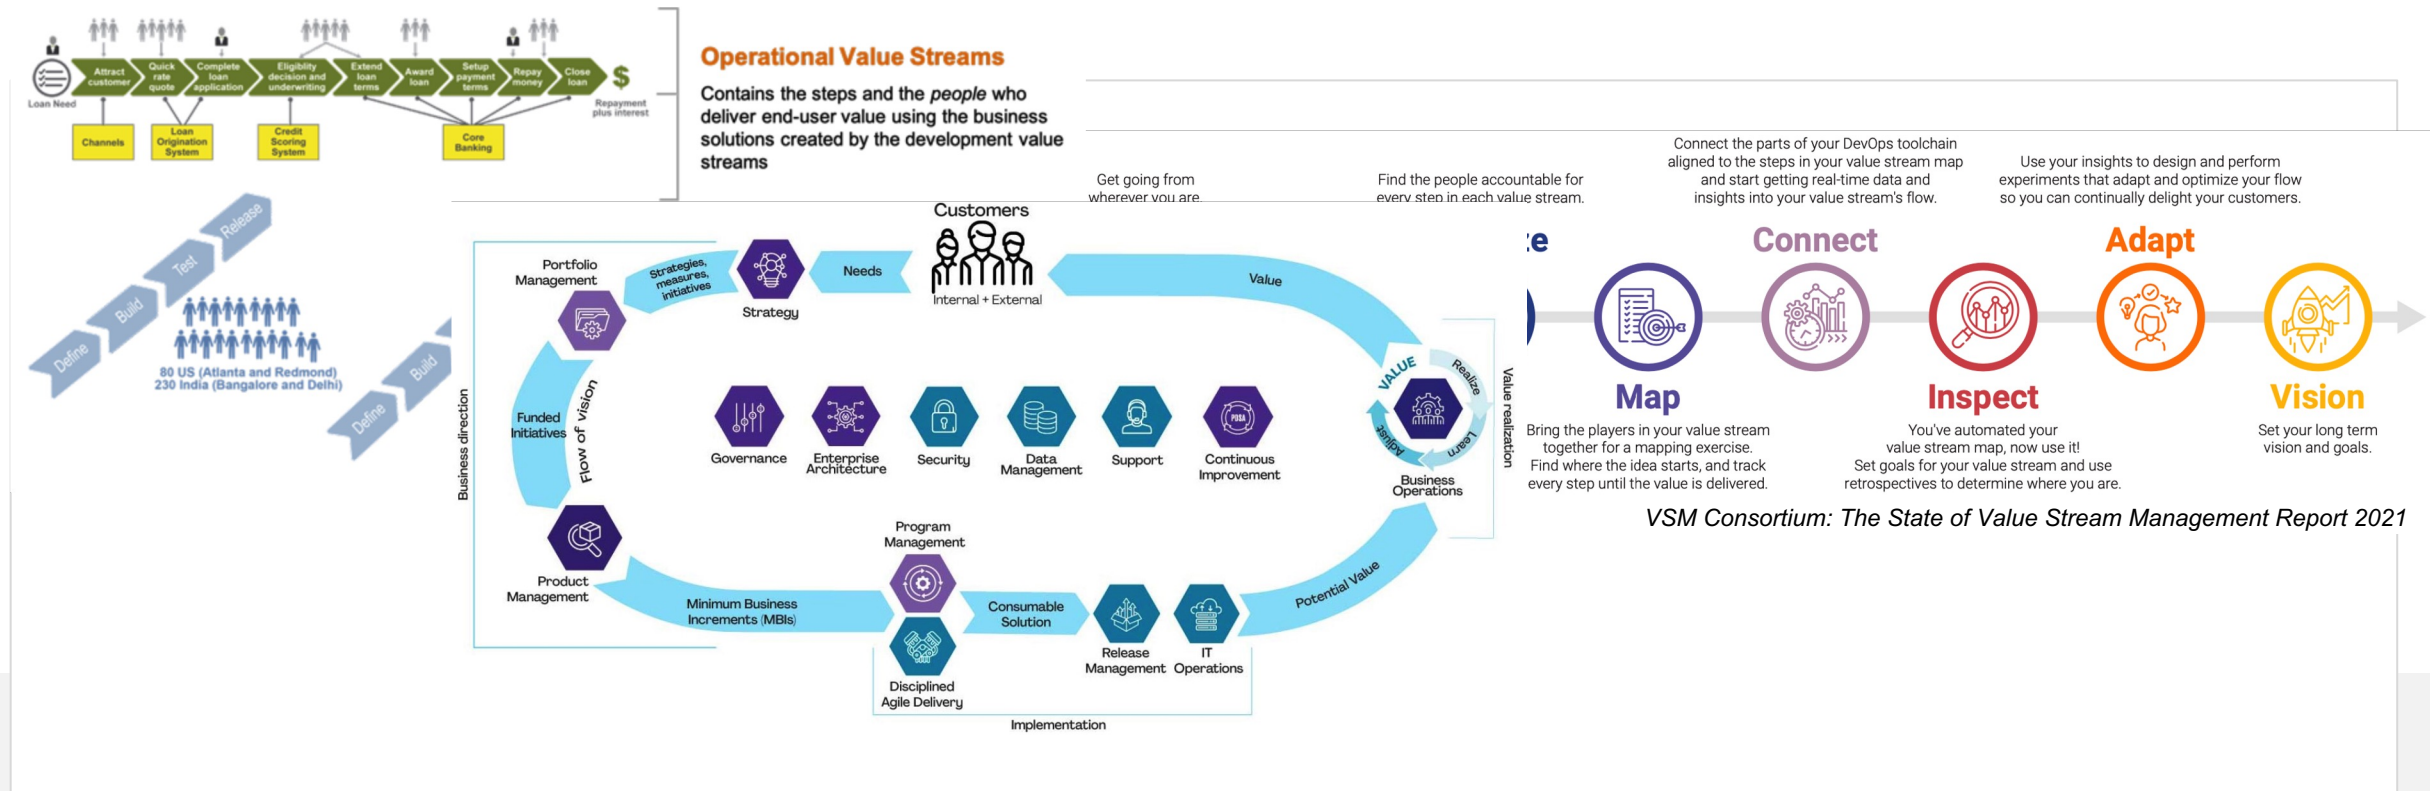 Loan Need
Attract
customer
Quick
rate
quote
Complete
loan
application
Eligiblity
decision and
underwriting
Extend
loan
terms
Award
loan
Setup
payment
terms
Repay
money
Close
loan
$
Repayment
plus interest
Channels
Loan
Origination
System
Credit
Scoring
System
Core
Banking
Operational Value Streams
Contains the steps and the people who
deliver end-user value using the business
solutions created by the development value
streams
Define
Build
Test
Release
80 US (Atlanta and Redmond)
230 India (Bangalore and Delhi)
Define
Build
Get going from
wherever you are.
Find the people accountable for
every step in each value stream.
Connect the parts of your DevOps toolchain
aligned to the steps in your value stream map
and start getting real-time data and
insights into your value stream's flow.
Use your insights to design and perform
experiments that adapt and optimize your flow
so you can continually delight your customers.
Connect
Adapt
Map
Inspect
Vision
Bring the players in your value stream
together for a mapping exercise.
Find where the idea starts, and track
every step until the value is delivered.
You've automated your
value stream map, now use it!
Set goals for your value stream and use
retrospectives to determine where you are.
Set your long term
vision and goals.
VSM Consortium: The State of Value Stream Management Report 2021
Customers
Internal + External
Needs
Strategy
Strategies,
measures,
initiatives
Portfolio
Management
Business direction
Funded
Initiatives
Flow of vision
Product
Management
Minimum Business
Increments (MBIs)
Program
Management
Disciplined
Agile Delivery
Consumable
Solution
Release
Management
IT
Operations
Implementation
Potential Value
Business
Operations
VALUE
Realize
Learn
Adjust
Value realization
Value
Governance
Enterprise
Architecture
Security
Data
Management
Support
PDSA
Continuous
Improvement